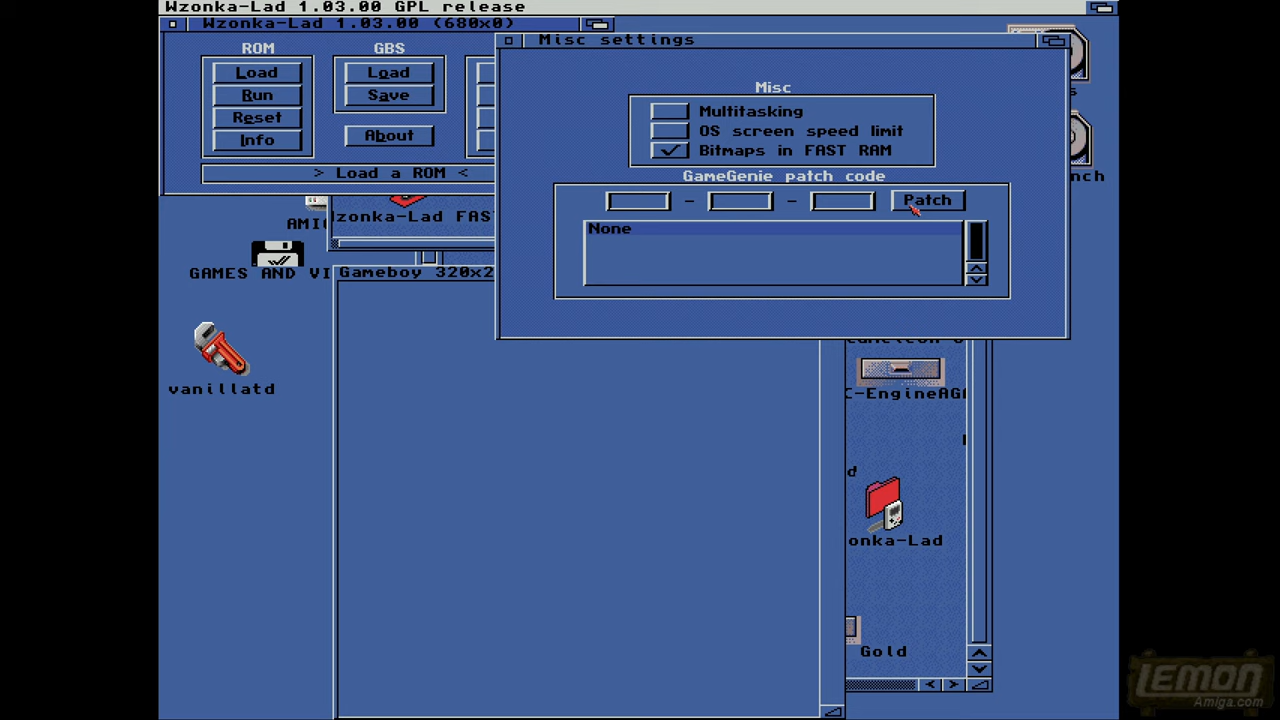 Wzonka-Lad 1.03.00 GPL release
Wzonka-Lad 1.03.00 (680x0)
Misc settings
ROM
GBS
Load
Run
Reset
Info
Load
Save
About
> Load a ROM <
Misc
Multitasking
OS screen speed limit
✓ Bitmaps in FAST RAM
GameGenie patch code
- - Patch
None
AMI
GAMES AND VI
vanillatd
zonka-Lad FAS
Gameboy 320x2
s
nch
C-EngineAGA
d
onka-Lad
Gold
LEMON
Amiga.com